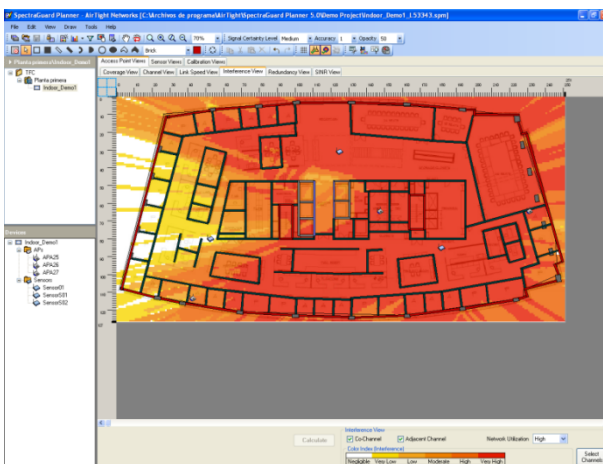 SpectraGuard Planner - AirTight Networks [C:\Archivos de programa\AirTight\SpectraGuard Planner 5.0\Demo Project\Indoor_Demo1_L53343.spm]
File Edit View Draw Tools Help
70% Signal Certainty Level Medium Accuracy 1 Opacity 50
Brick
Planta primera\Indoor_Demo1
Access Point Views Sensor Views Calibration Views
Coverage View Channel View Link Speed View Interference View Redundancy View SINR View
TFC
Planta primera
Indoor_Demo1
Devices
Indoor_Demo1
APs
APA25
APA26
APA27
Sensors
Sensor01
SensorS01
SensorS02
Calculate
Interference View
Co-Channel Adjacent Channel Network Utilization High
Color Index (Interference)
Negligible Very Low Low Moderate High Very High
Select Channels